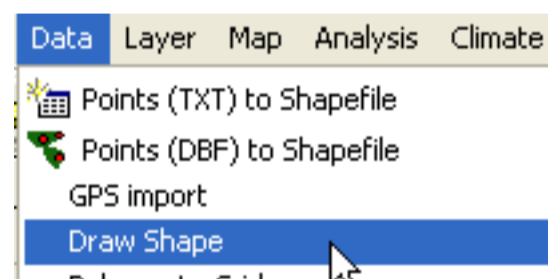 Data Layer Map Analysis Climate
Points (TXT) to Shapefile
Points (DBF) to Shapefile
GPS import
Draw Shape